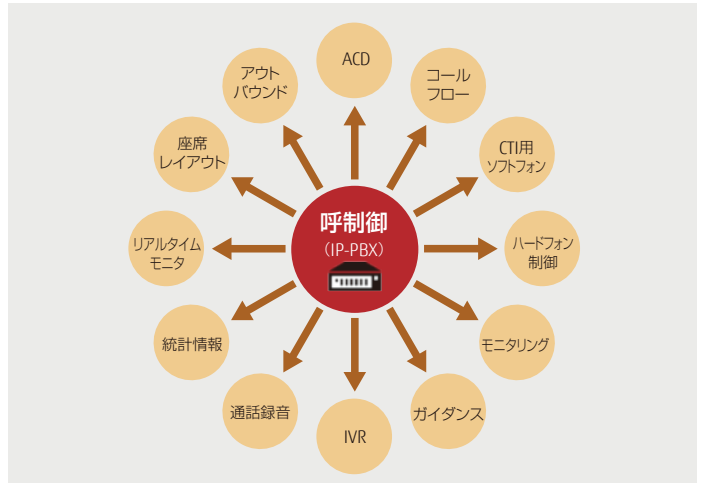 ACD
コール
フロー
CTI用
ソフトフォン
ハードフォン
制御
モニタリング
ガイダンス
IVR
通話録音
統計情報
リアルタイム
モニタ
座席
レイアウト
アウト
バウンド
呼制御
(IP-PBX)